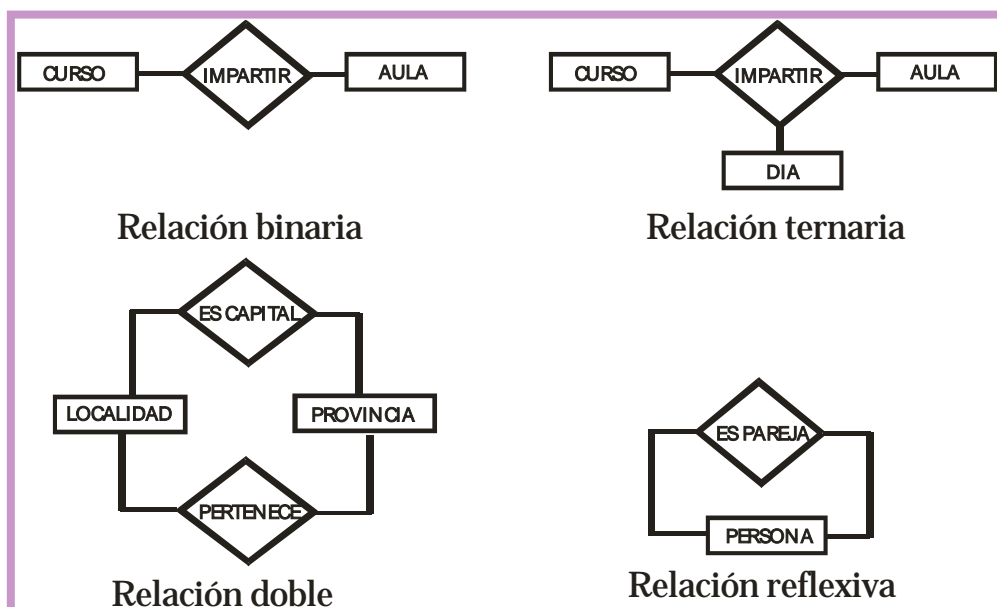 CURSO IMPARTIR AULA
Relación binaria
CURSO IMPARTIR AULA
DIA
Relación ternaria
ES CAPITAL
LOCALIDAD PROVINCIA
PERTENECE
Relación doble
ES PAREJA
PERSONA
Relación reflexiva